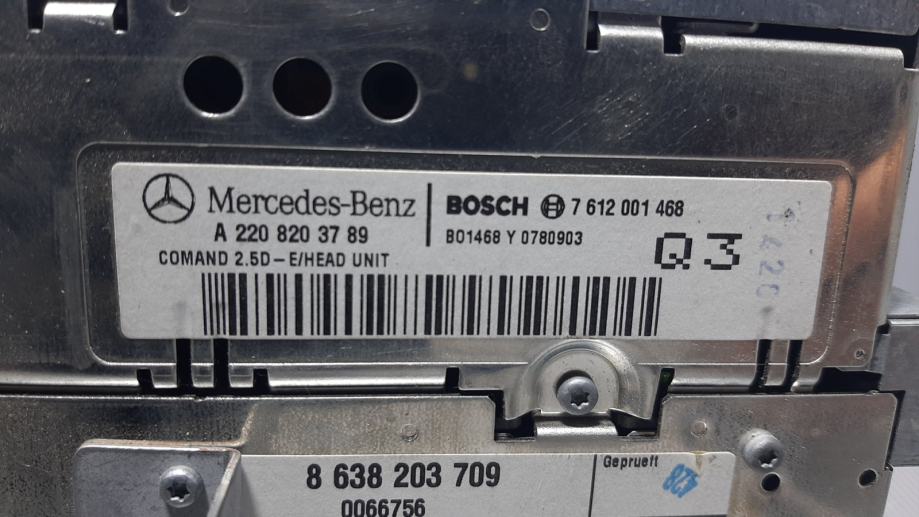 Mercedes-Benz
A 220 820 37 89
COMAND 2.5D-E/HEAD UNIT
BOSCH 7 612 001 468
B01468 Y 0780903
Q3
8 638 203 709
0066756
Geprueft
428